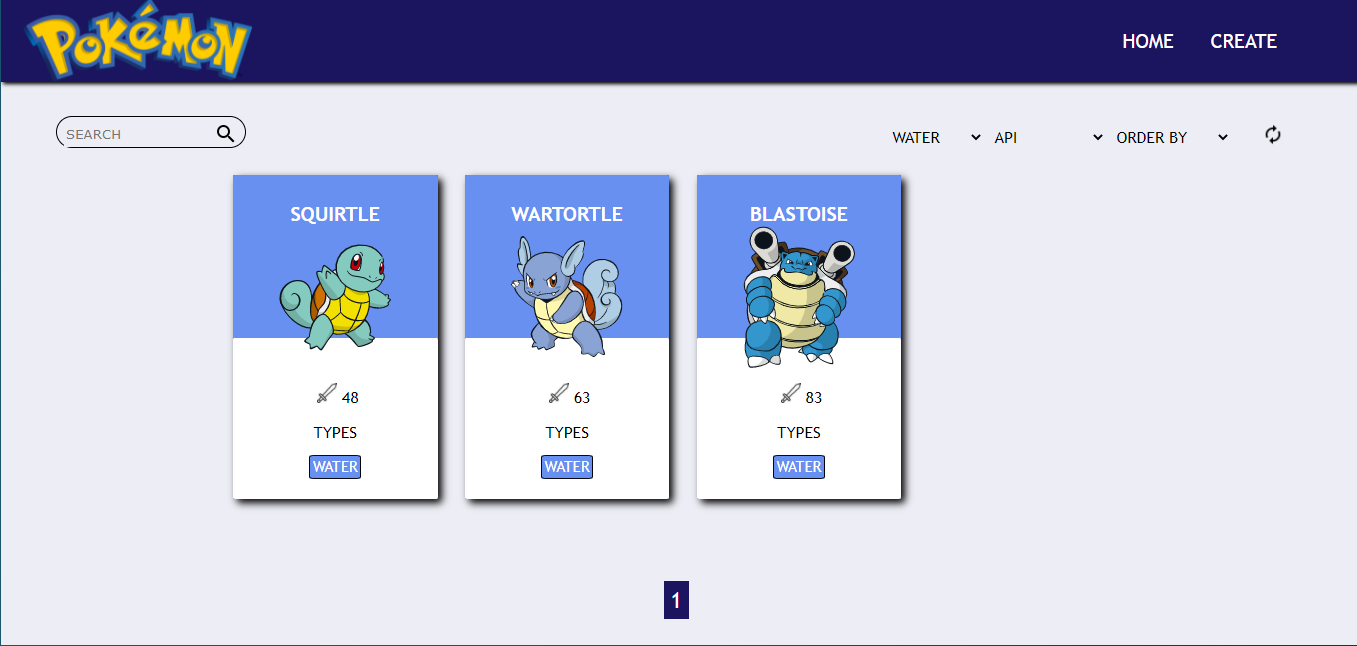 POKéMON
HOME CREATE
SEARCH
WATER API ORDER BY
SQUIRTLE WARTORTLE BLASTOISE
48 63 83
TYPES TYPES TYPES
WATER WATER WATER
1